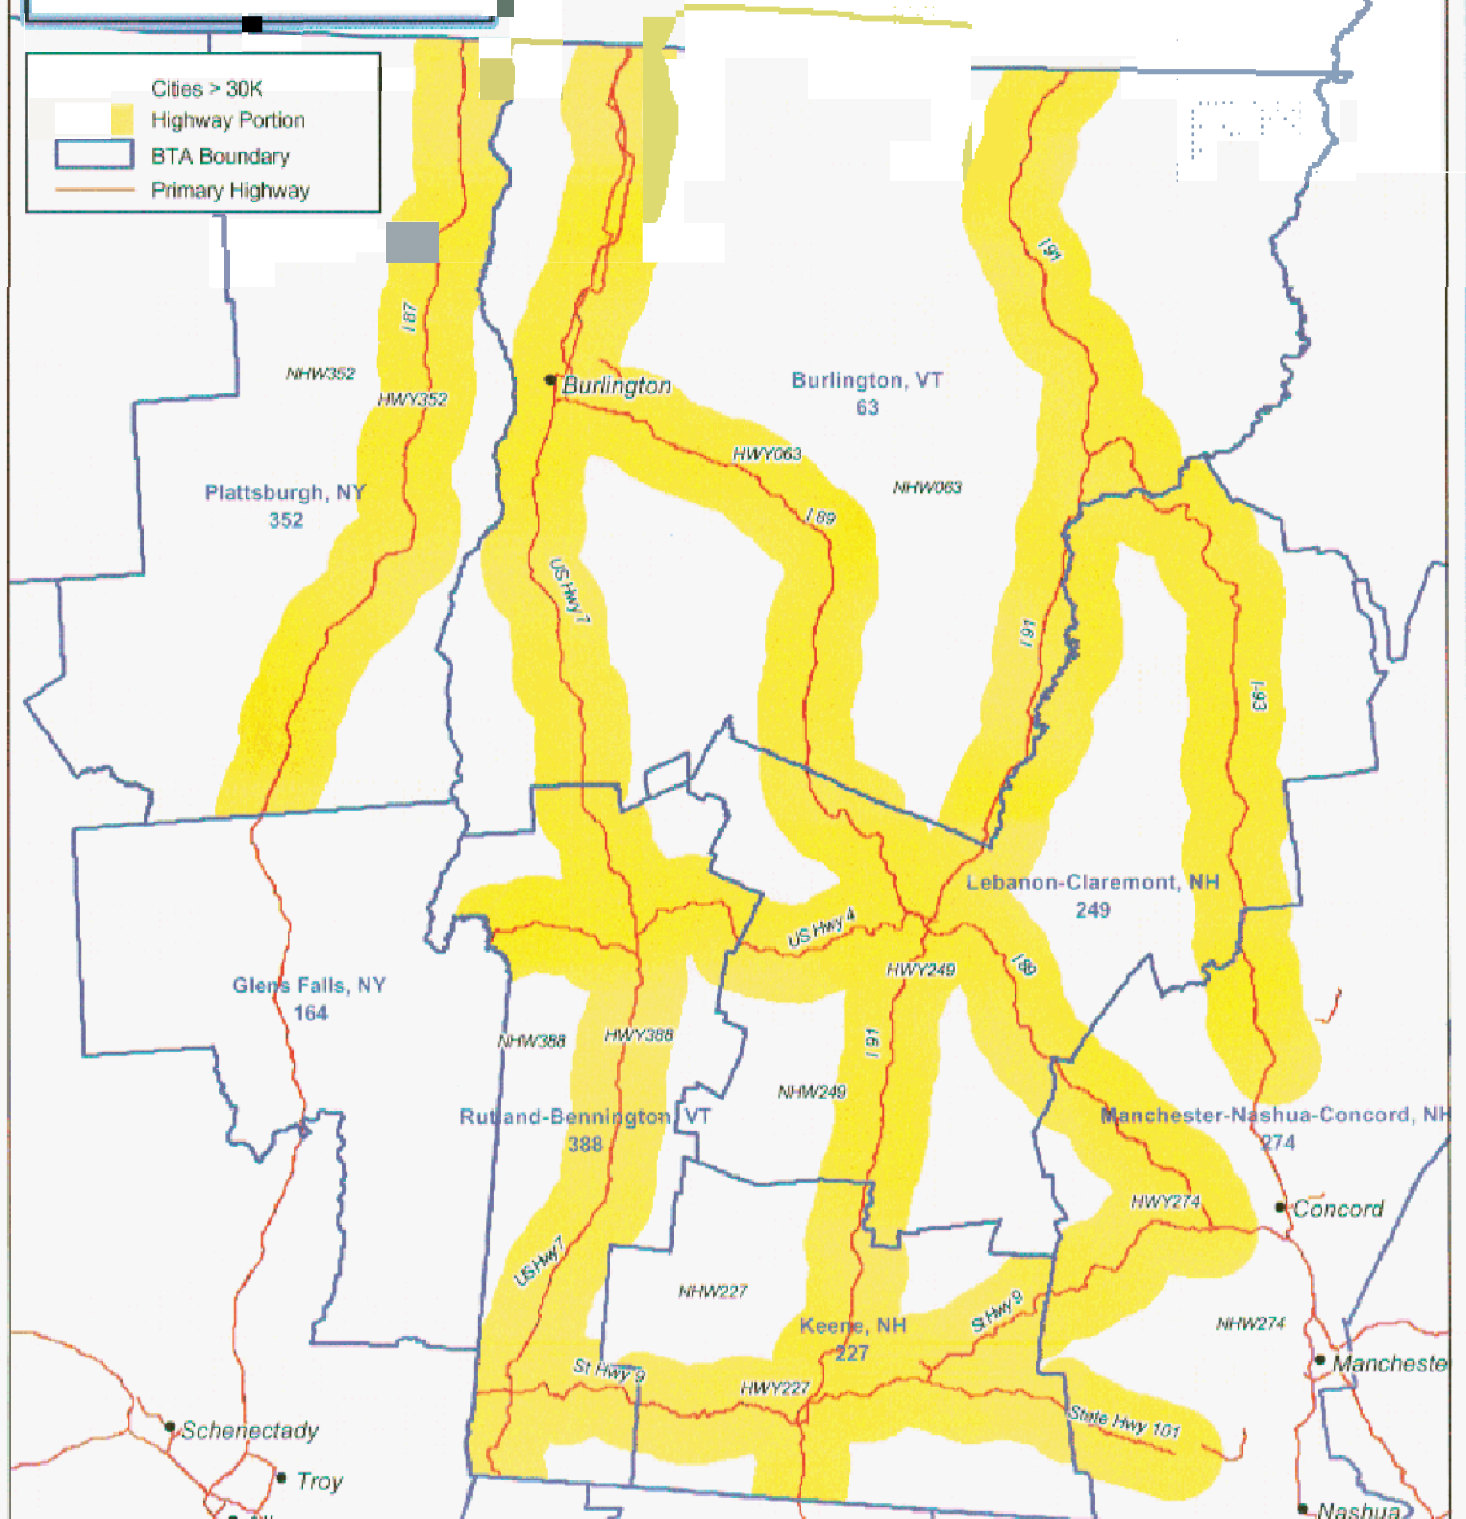 Cities > 30K
Highway Portion
BTA Boundary
Primary Highway
I 91
I 87
NHW352
HWY352
Burlington
Burlington, VT
63
HWY063
NHW063
Plattsburgh, NY
352
I 89
US Hwy 7
I 91
I-93
Lebanon-Claremont, NH
249
US Hwy 4
HWY249
I 89
Glens Falls, NY
164
NHW388
HWY388
I 91
NHW249
Rutland-Bennington, VT
388
Manchester-Nashua-Concord, NH
274
HWY274
Concord
US Hwy 7
NHW227
St Hwy 9
Keene, NH
227
NHW274
Mancheste
St Hwy 9
HWY227
State Hwy 101
Schenectady
Troy
Nashua